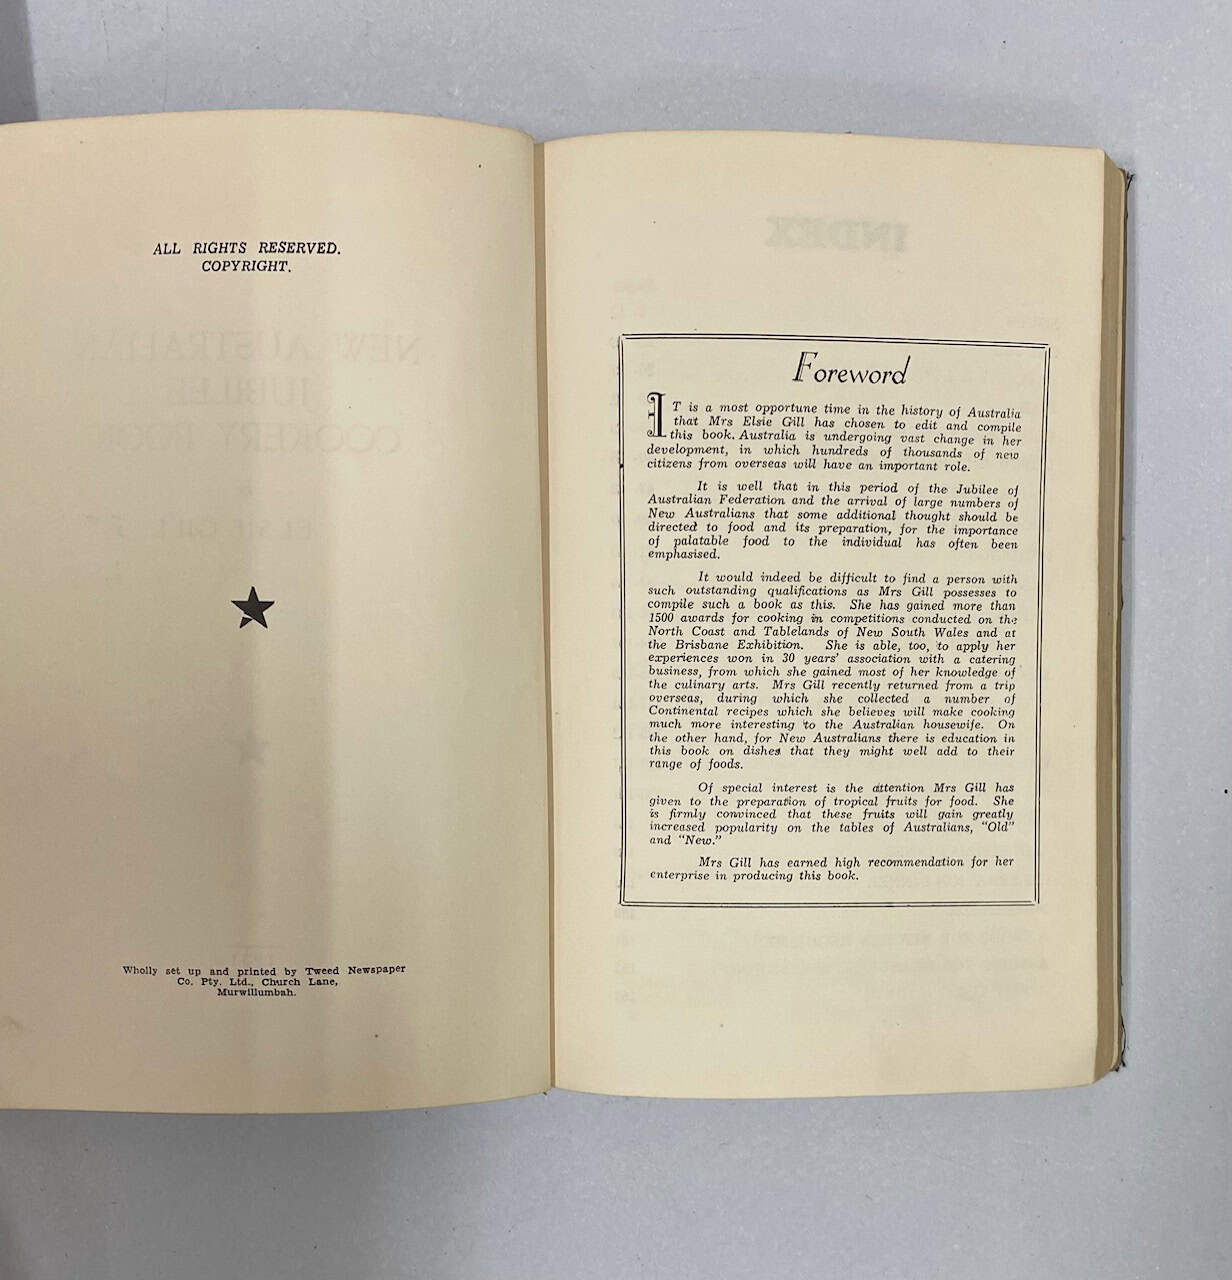 ALL RIGHTS RESERVED.
COPYRIGHT.
Wholly set up and printed by Tweed Newspaper
Co. Pty. Ltd., Church Lane,
Murwillumbah.
INDEX
Foreword
IT is a most opportune time in the history of Australia
that Mrs Elsie Gill has chosen to edit and compile
this book. Australia is undergoing vast change in her
development, in which hundreds of thousands of new
citizens from overseas will have an important role.
It is well that in this period of the Jubilee of
Australian Federation and the arrival of large numbers of
New Australians that some additional thought should be
directed to food and its preparation, for the importance
of palatable food to the individual has often been
emphasised.
It would indeed be difficult to find a person with
such outstanding qualifications as Mrs Gill possesses to
compile such a book as this. She has gained more than
1500 awards for cooking in competitions conducted on the
North Coast and Tablelands of New South Wales and at
the Brisbane Exhibition. She is able, too, to apply her
experiences won in 30 years' association with a catering
business, from which she gained most of her knowledge of
the culinary arts. Mrs Gill recently returned from a trip
overseas, during which she collected a number of
Continental recipes which she believes will make cooking
much more interesting to the Australian housewife. On
the other hand, for New Australians there is education in
this book on dishes that they might well add to their
range of foods.
Of special interest is the attention Mrs Gill has
given to the preparation of tropical fruits for food. She
is firmly convinced that these fruits will gain greatly
increased popularity on the tables of Australians, "Old"
and "New."
Mrs Gill has earned high recommendation for her
enterprise in producing this book.